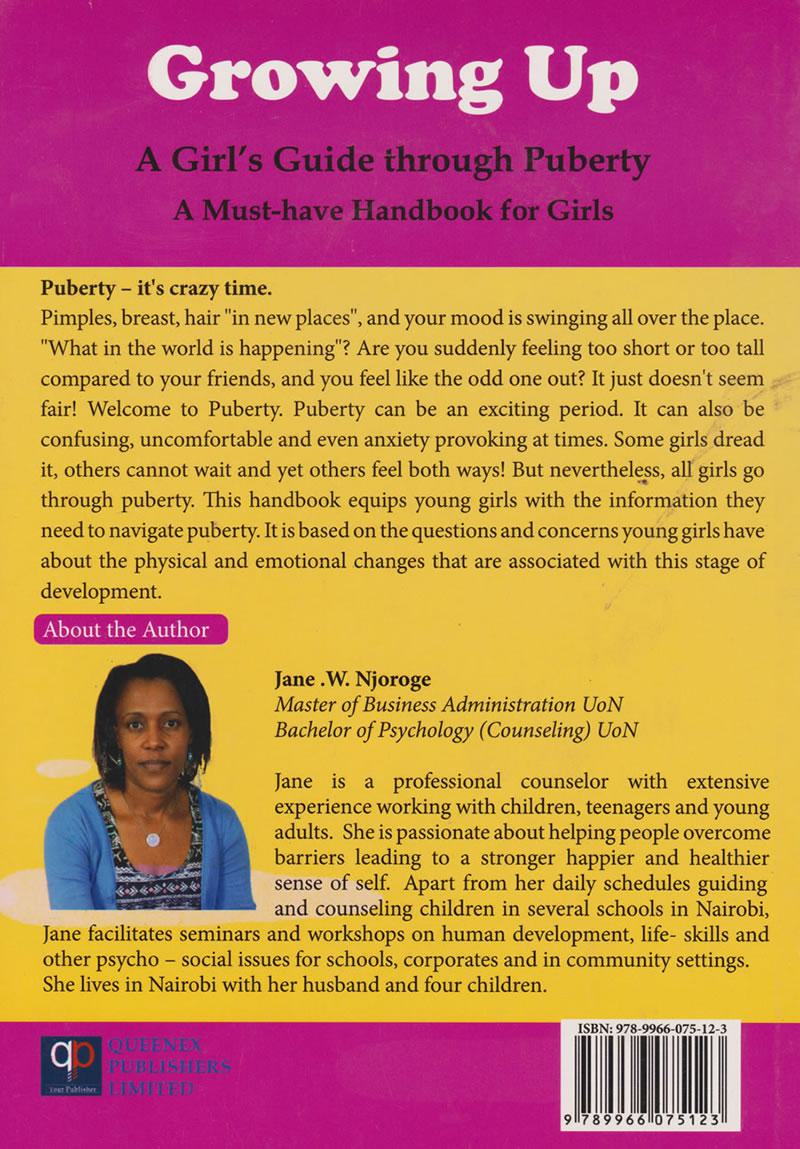 Growing Up
A Girl's Guide through Puberty
A Must-have Handbook for Girls
Puberty – it's crazy time.
Pimples, breast, hair "in new places", and your mood is swinging all over the place.
"What in the world is happening"? Are you suddenly feeling too short or too tall
compared to your friends, and you feel like the odd one out? It just doesn't seem
fair! Welcome to Puberty. Puberty can be an exciting period. It can also be
confusing, uncomfortable and even anxiety provoking at times. Some girls dread
it, others cannot wait and yet others feel both ways! But nevertheless, all girls go
through puberty. This handbook equips young girls with the information they
need to navigate puberty. It is based on the questions and concerns young girls have
about the physical and emotional changes that are associated with this stage of
development.
About the Author
Jane .W. Njoroge
Master of Business Administration UoN
Bachelor of Psychology (Counseling) UoN
Jane is a professional counselor with extensive
experience working with children, teenagers and young
adults. She is passionate about helping people overcome
barriers leading to a stronger happier and healthier
sense of self. Apart from her daily schedules guiding
and counseling children in several schools in Nairobi,
Jane facilitates seminars and workshops on human development, life- skills and
other psycho – social issues for schools, corporates and in community settings.
She lives in Nairobi with her husband and four children.
qp
Your Publisher
QUEENEX
PUBLISHERS
LIMITED
ISBN: 978-9966-075-12-3
9 789966 075123